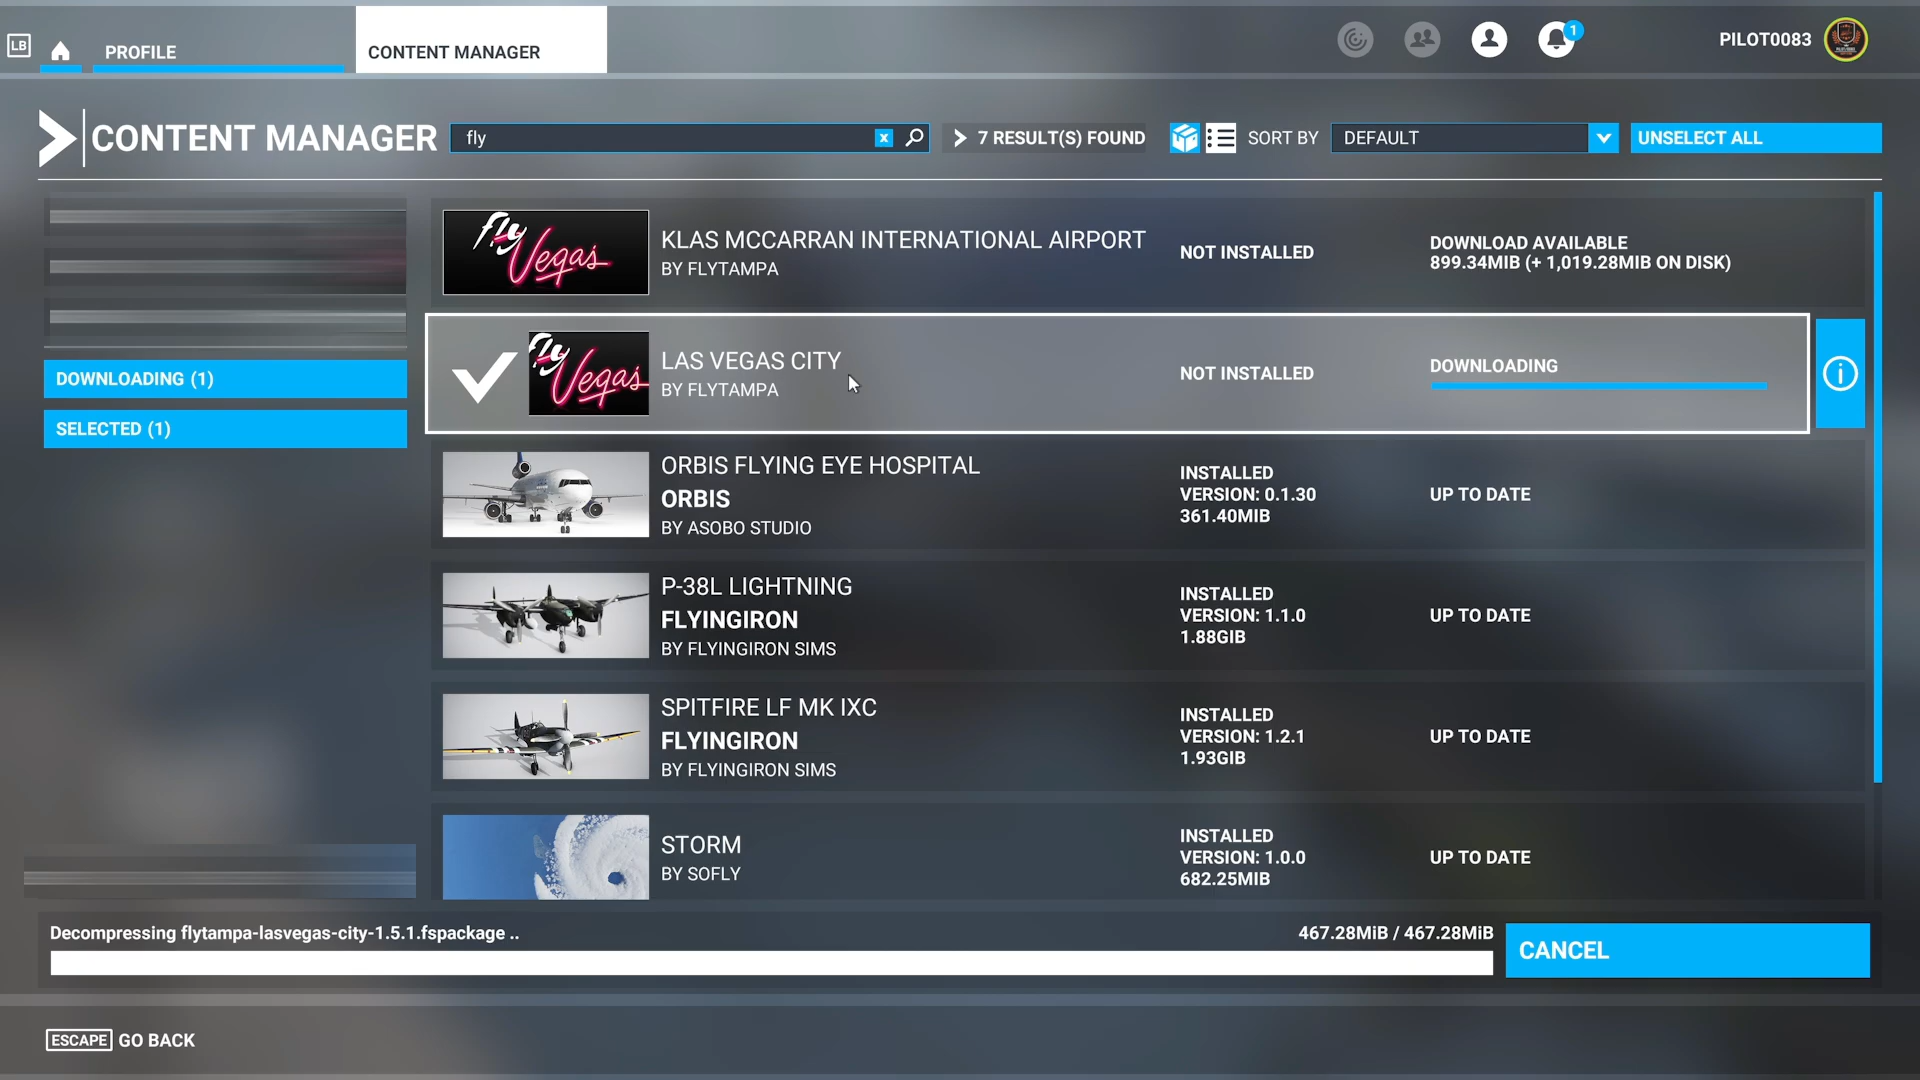 LB
PROFILE
CONTENT MANAGER
1
PILOT0083
CONTENT MANAGER
fly
x
7 RESULT(S) FOUND
SORT BY
DEFAULT
UNSELECT ALL
fly Vegas
KLAS MCCARRAN INTERNATIONAL AIRPORT
BY FLYTAMPA
NOT INSTALLED
DOWNLOAD AVAILABLE
899.34MIB (+ 1,019.28MIB ON DISK)
DOWNLOADING (1)
SELECTED (1)
fly Vegas
LAS VEGAS CITY
BY FLYTAMPA
NOT INSTALLED
DOWNLOADING
i
ORBIS FLYING EYE HOSPITAL
ORBIS
BY ASOBO STUDIO
INSTALLED
VERSION: 0.1.30
361.40MIB
UP TO DATE
P-38L LIGHTNING
FLYINGIRON
BY FLYINGIRON SIMS
INSTALLED
VERSION: 1.1.0
1.88GIB
UP TO DATE
SPITFIRE LF MK IXC
FLYINGIRON
BY FLYINGIRON SIMS
INSTALLED
VERSION: 1.2.1
1.93GIB
UP TO DATE
STORM
BY SOFLY
INSTALLED
VERSION: 1.0.0
682.25MIB
UP TO DATE
Decompressing flytampa-lasvegas-city-1.5.1.fspackage ..
467.28MiB / 467.28MiB
CANCEL
ESCAPE GO BACK